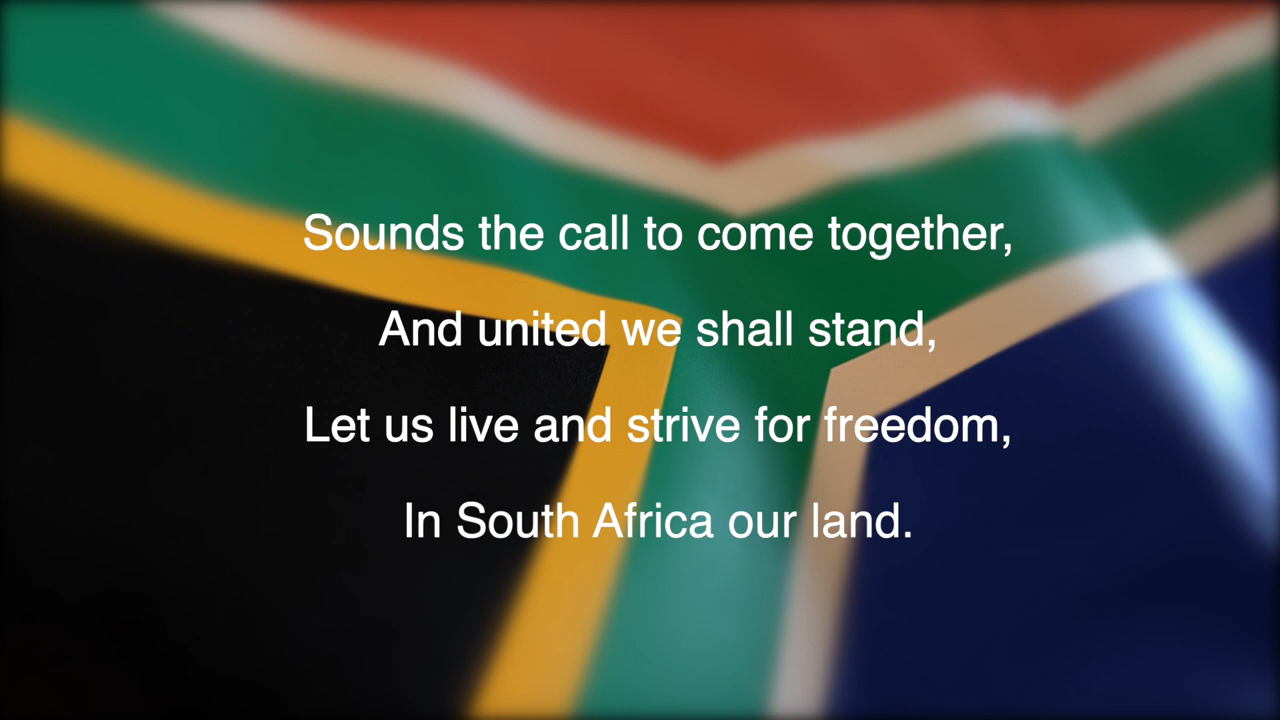 Sounds the call to come together,
And united we shall stand,
Let us live and strive for freedom,
In South Africa our land.